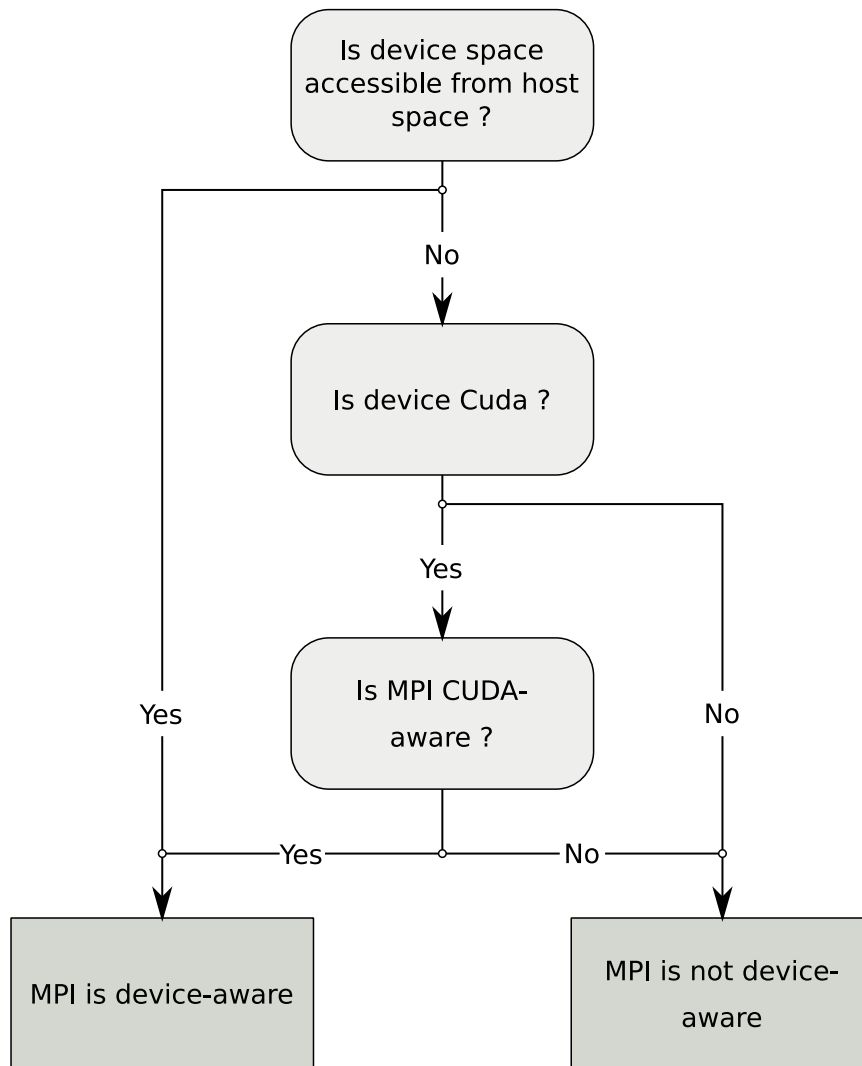 Is device space
accessible from host
space ?
No
Is device Cuda ?
Yes
Is MPI CUDA-
aware ?
Yes
No
Yes
No
MPI is device-aware
MPI is not device-
aware